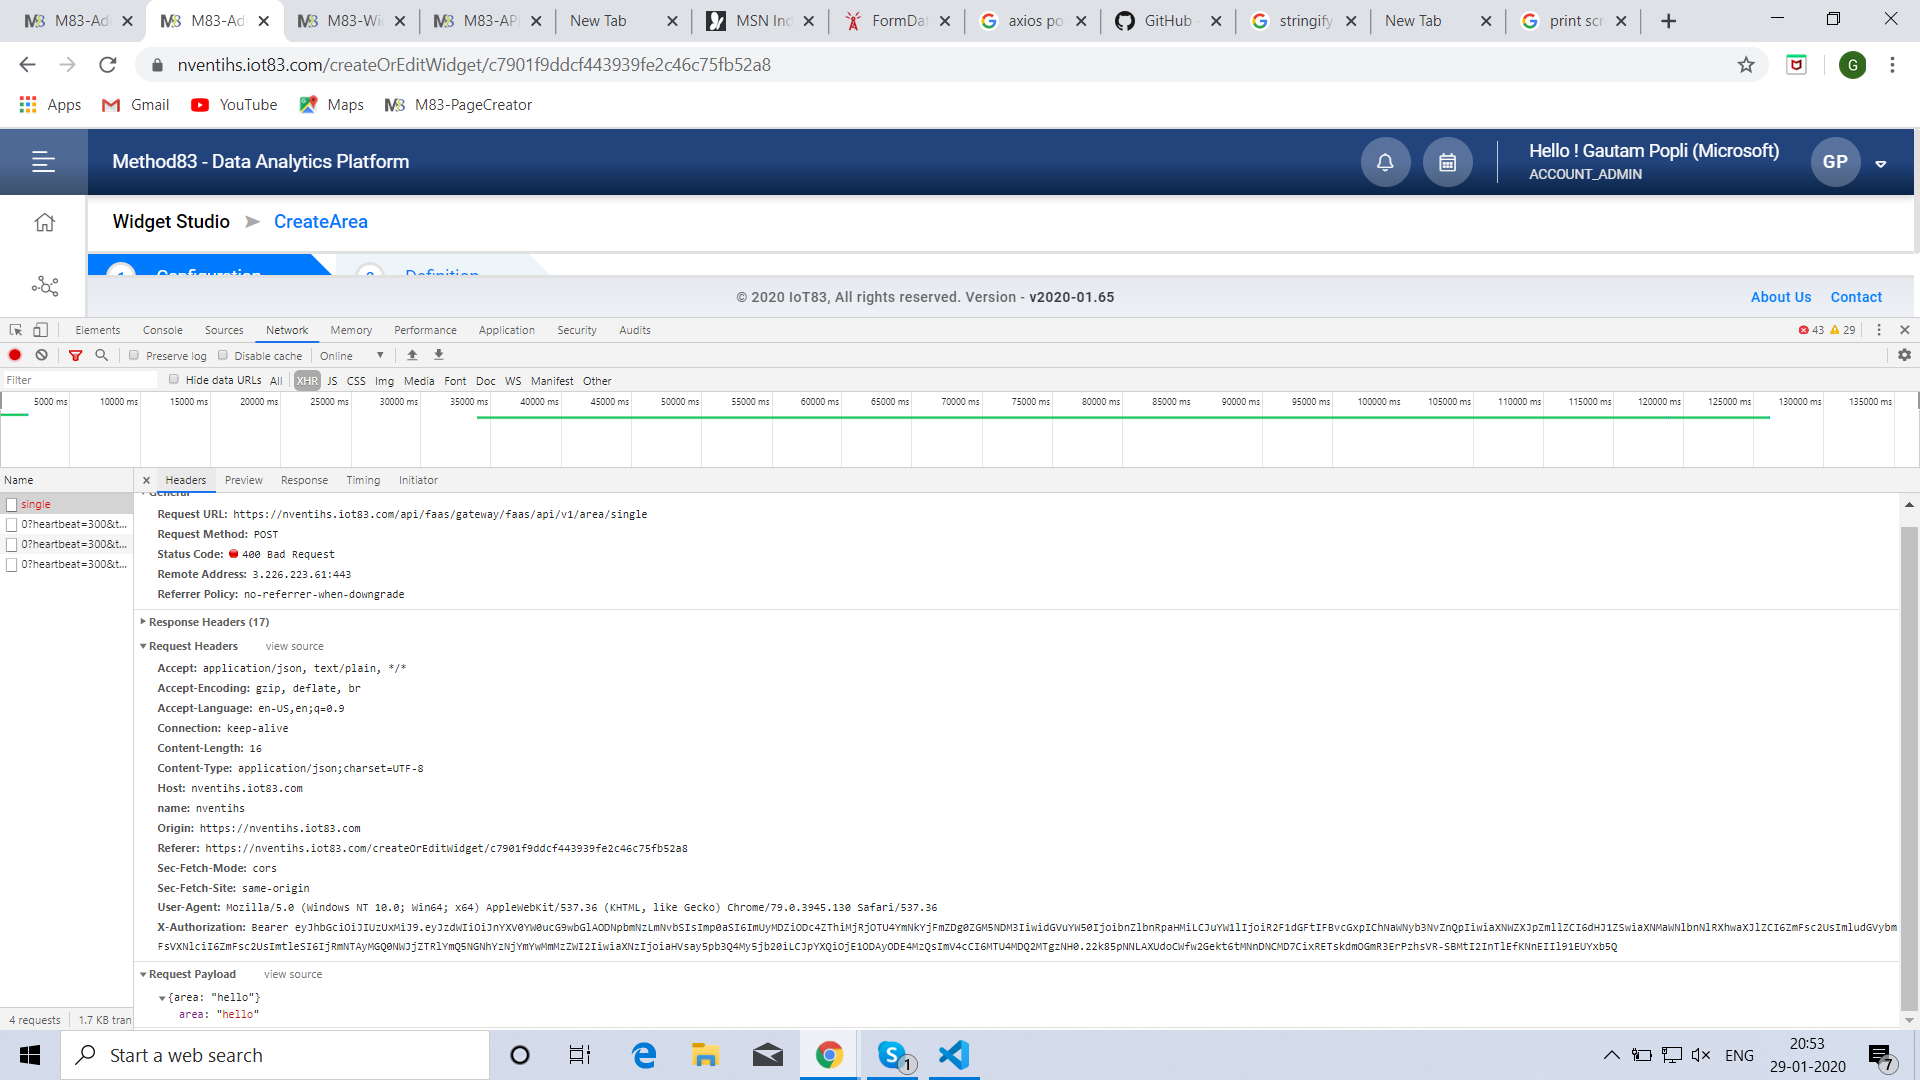 M83-Ad
M83-Ad
M83-Wi
M83-API
New Tab
MSN Ind
FormDat
axios po
GitHub -
stringify
New Tab
print scr
nventihs.iot83.com/createOrEditWidget/c7901f9ddcf443939fe2c46c75fb52a8
G
Apps
Gmail
YouTube
Maps
M83-PageCreator
Method83 - Data Analytics Platform
Hello ! Gautam Popli (Microsoft)
ACCOUNT_ADMIN
GP
Widget Studio
CreateArea
Configuration
Definition
© 2020 IoT83, All rights reserved. Version - v2020-01.65
About Us Contact
Elements Console Sources Network Memory Performance Application Security Audits
43 29
Preserve log Disable cache Online
Filter
Hide data URLs All XHR JS CSS Img Media Font Doc WS Manifest Other
5000 ms 10000 ms 15000 ms 20000 ms 25000 ms 30000 ms 35000 ms 40000 ms 45000 ms 50000 ms 55000 ms 60000 ms 65000 ms 70000 ms 75000 ms 80000 ms 85000 ms 90000 ms 95000 ms 100000 ms 105000 ms 110000 ms 115000 ms 120000 ms 125000 ms 130000 ms 135000 ms
Name
Headers Preview Response Timing Initiator
single
0?heartbeat=300&t...
0?heartbeat=300&t...
0?heartbeat=300&t...
General
Request URL: https://nventihs.iot83.com/api/faas/gateway/faas/api/v1/area/single
Request Method: POST
Status Code: 400 Bad Request
Remote Address: 3.226.223.61:443
Referrer Policy: no-referrer-when-downgrade
Response Headers (17)
Request Headers view source
Accept: application/json, text/plain, */*
Accept-Encoding: gzip, deflate, br
Accept-Language: en-US,en;q=0.9
Connection: keep-alive
Content-Length: 16
Content-Type: application/json;charset=UTF-8
Host: nventihs.iot83.com
name: nventihs
Origin: https://nventihs.iot83.com
Referer: https://nventihs.iot83.com/createOrEditWidget/c7901f9ddcf443939fe2c46c75fb52a8
Sec-Fetch-Mode: cors
Sec-Fetch-Site: same-origin
User-Agent: Mozilla/5.0 (Windows NT 10.0; Win64; x64) AppleWebKit/537.36 (KHTML, like Gecko) Chrome/79.0.3945.130 Safari/537.36
X-Authorization: Bearer
Request Payload view source
{area: "hello"}
area: "hello"
4 requests 1.7 KB tran
Start a web search
1
ENG
20:53
29-01-2020
7